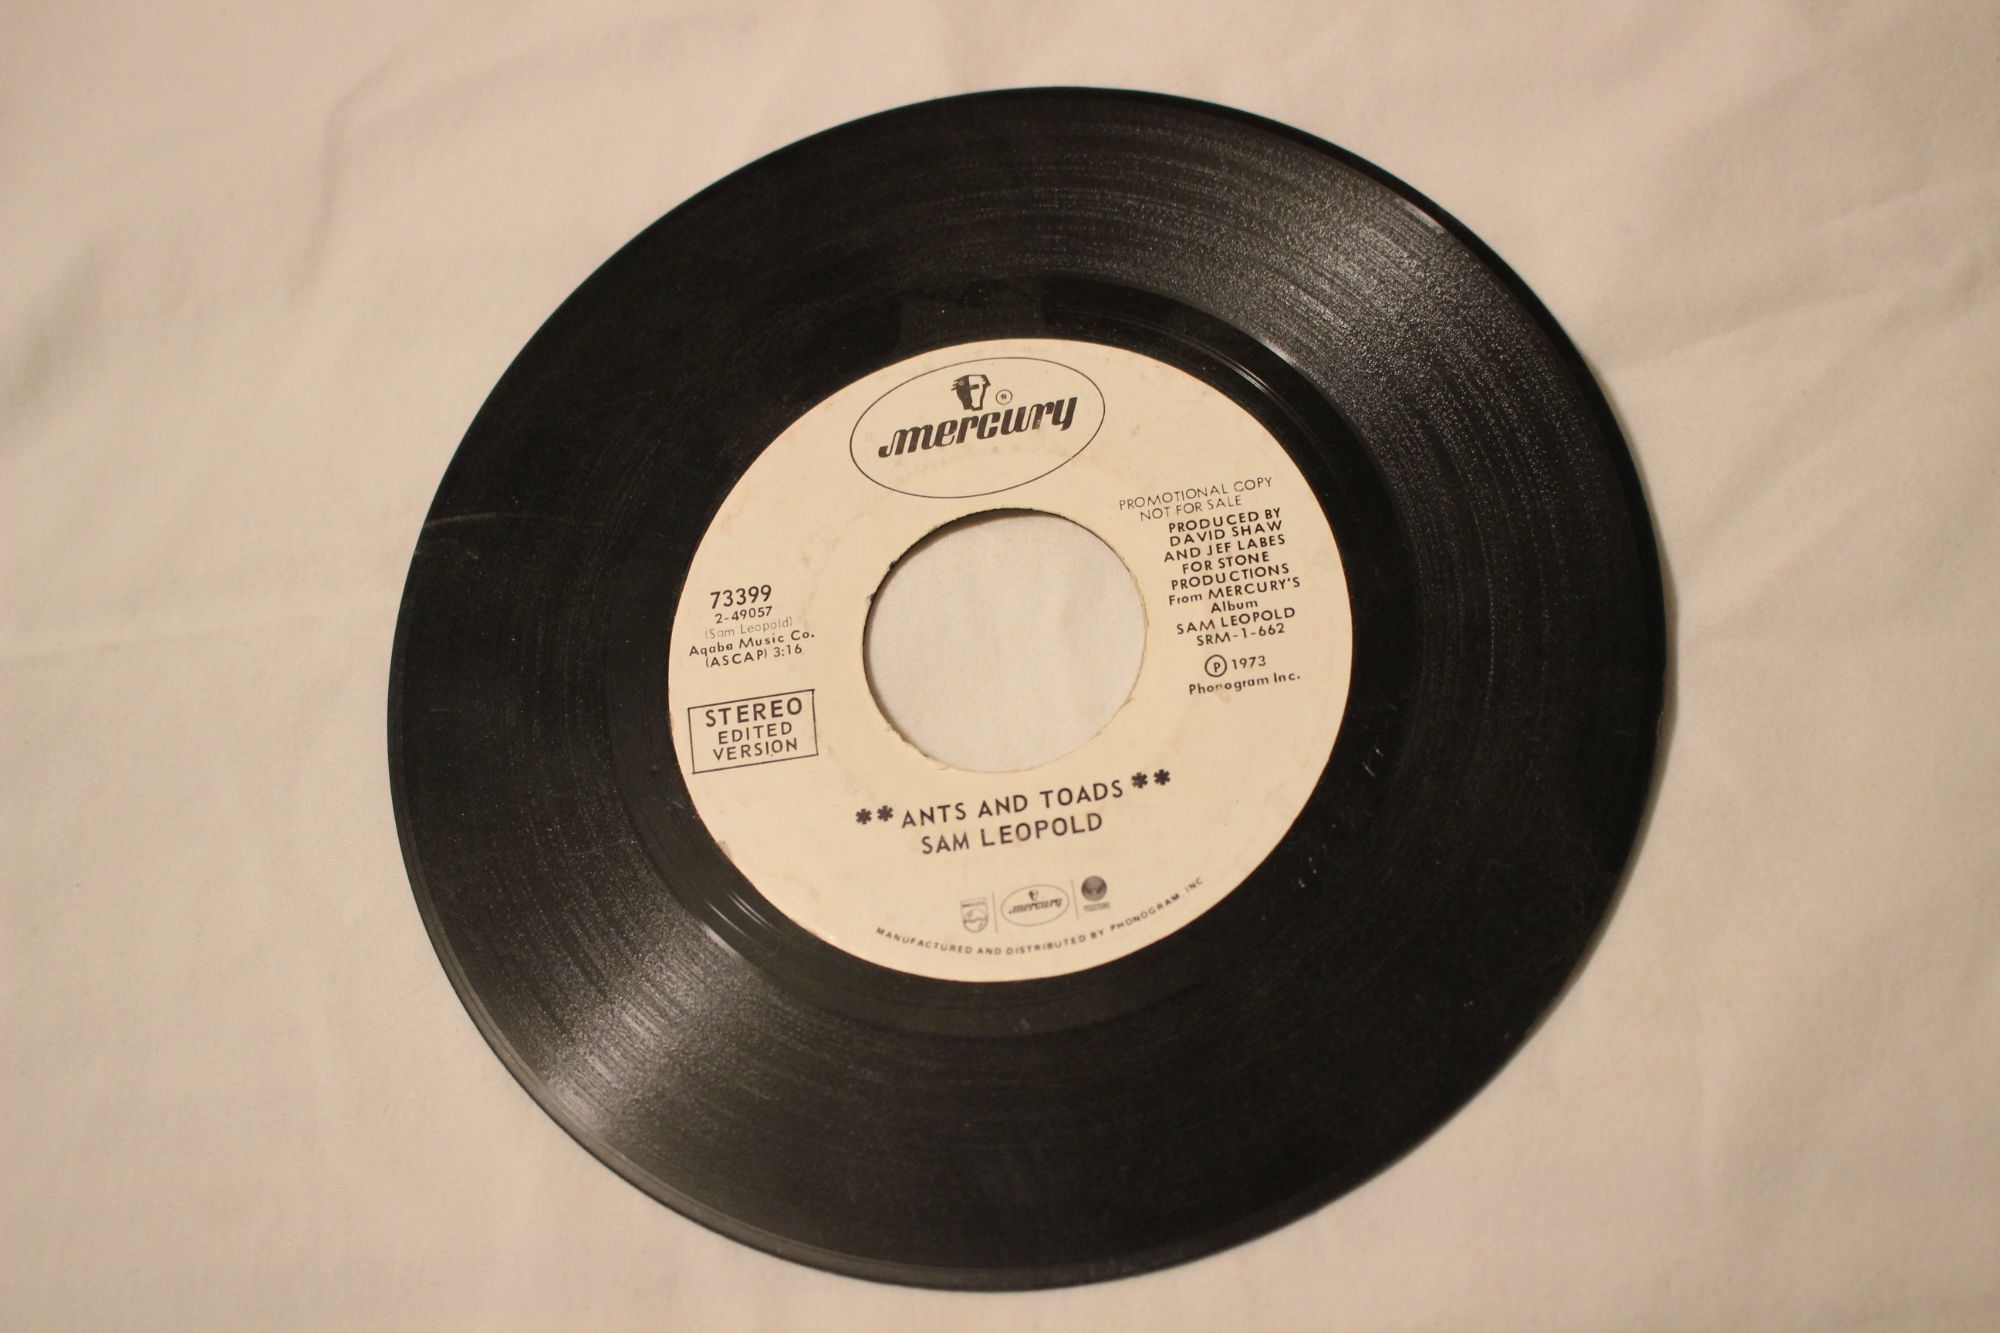 mercury
®
PROMOTIONAL COPY
NOT FOR SALE
PRODUCED BY
DAVID SHAW
AND JEF LABES
FOR STONE
PRODUCTIONS
From MERCURY'S
Album
SAM LEOPOLD
SRM-1-662
Ⓟ 1973
Phonogram Inc.
73399
2-49057
(Sam Leopold)
Aqaba Music Co.
(ASCAP) 3:16
STEREO
EDITED
VERSION
**ANTS AND TOADS**
SAM LEOPOLD
mercury
MANUFACTURED AND DISTRIBUTED BY PHONOGRAM, INC